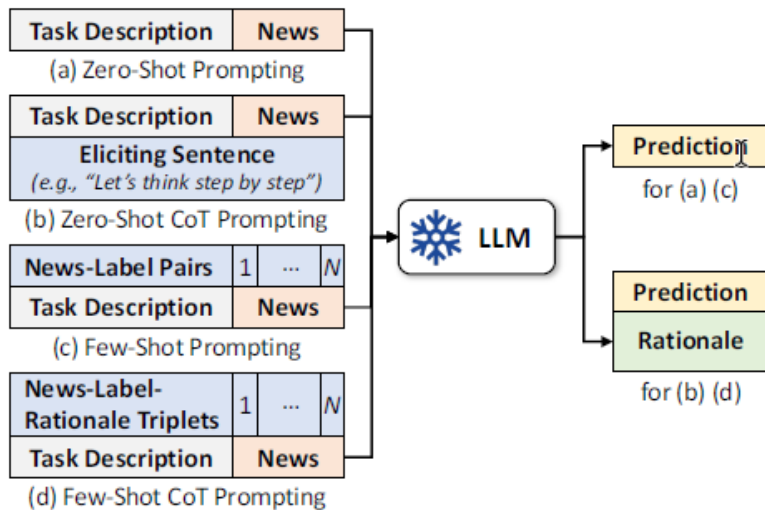 Task Description News
(a) Zero-Shot Prompting
Task Description News
Eliciting Sentence
(e.g., “Let’s think step by step”)
(b) Zero-Shot CoT Prompting
News-Label Pairs 1 ... N
Task Description News
(c) Few-Shot Prompting
News-Label-
Rationale Triplets 1 ... N
Task Description News
(d) Few-Shot CoT Prompting
LLM
Prediction
for (a) (c)
Prediction
Rationale
for (b) (d)